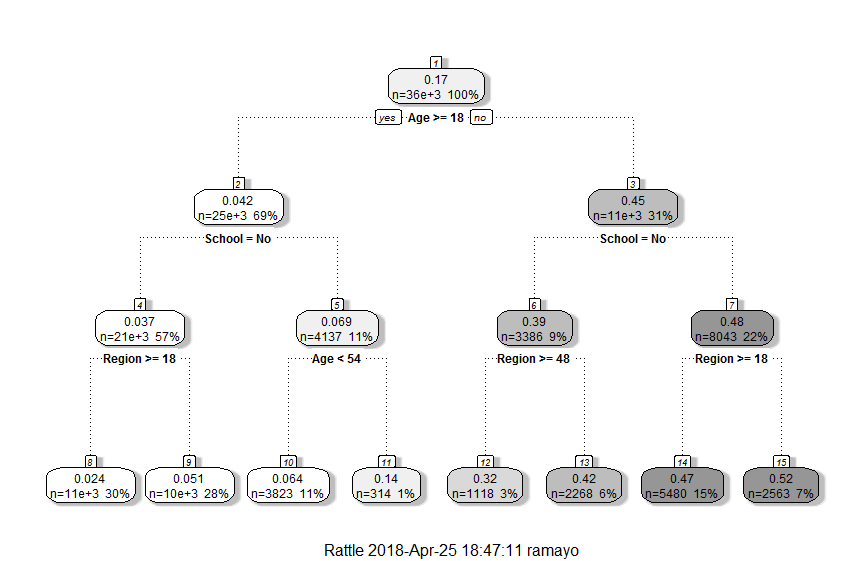 1
0.17
n=36e+3 100%
yes Age >= 18 no
2
0.042
n=25e+3 69%
3
0.45
n=11e+3 31%
School = No
School = No
4
0.037
n=21e+3 57%
5
0.069
n=4137 11%
6
0.39
n=3386 9%
7
0.48
n=8043 22%
Region >= 18
Age < 54
Region >= 48
Region >= 18
8
0.024
n=11e+3 30%
9
0.051
n=10e+3 28%
10
0.064
n=3823 11%
11
0.14
n=314 1%
12
0.32
n=1118 3%
13
0.42
n=2268 6%
14
0.47
n=5480 15%
15
0.52
n=2563 7%
Rattle 2018-Apr-25 18:47:11 ramayo